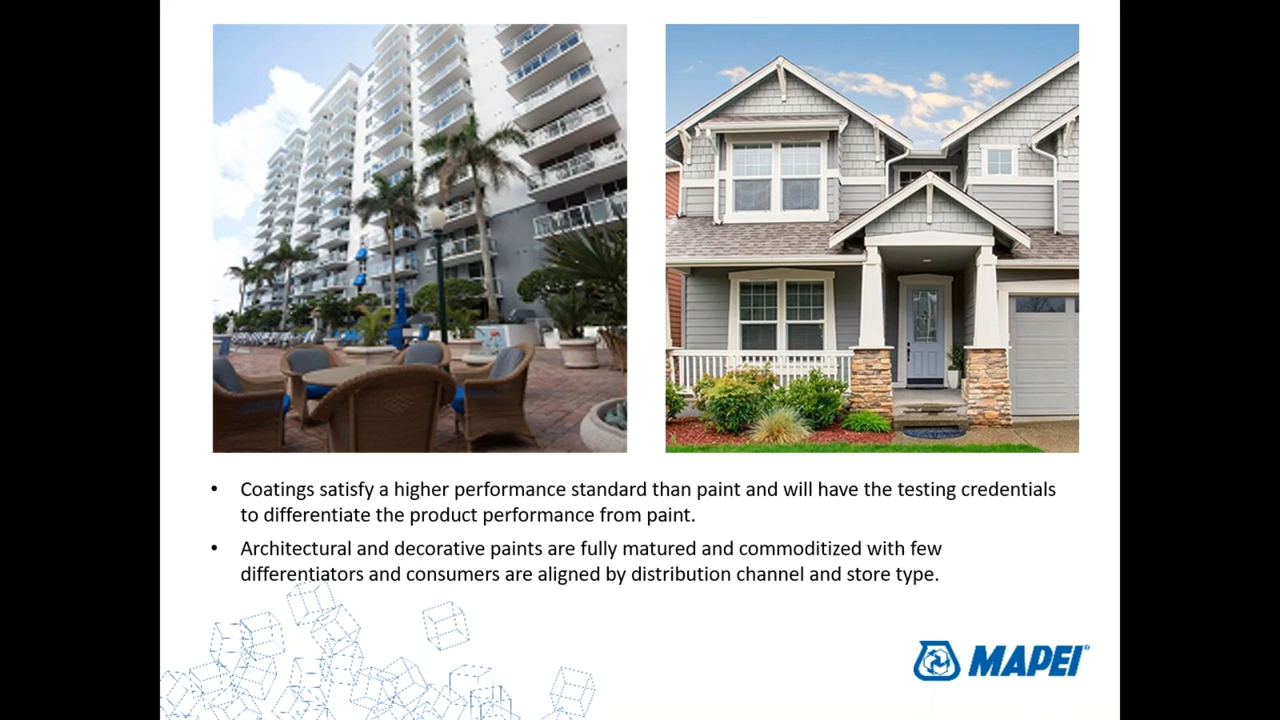 • Coatings satisfy a higher performance standard than paint and will have the testing credentials
to differentiate the product performance from paint.
• Architectural and decorative paints are fully matured and commoditized with few
differentiators and consumers are aligned by distribution channel and store type.
MAPEI®